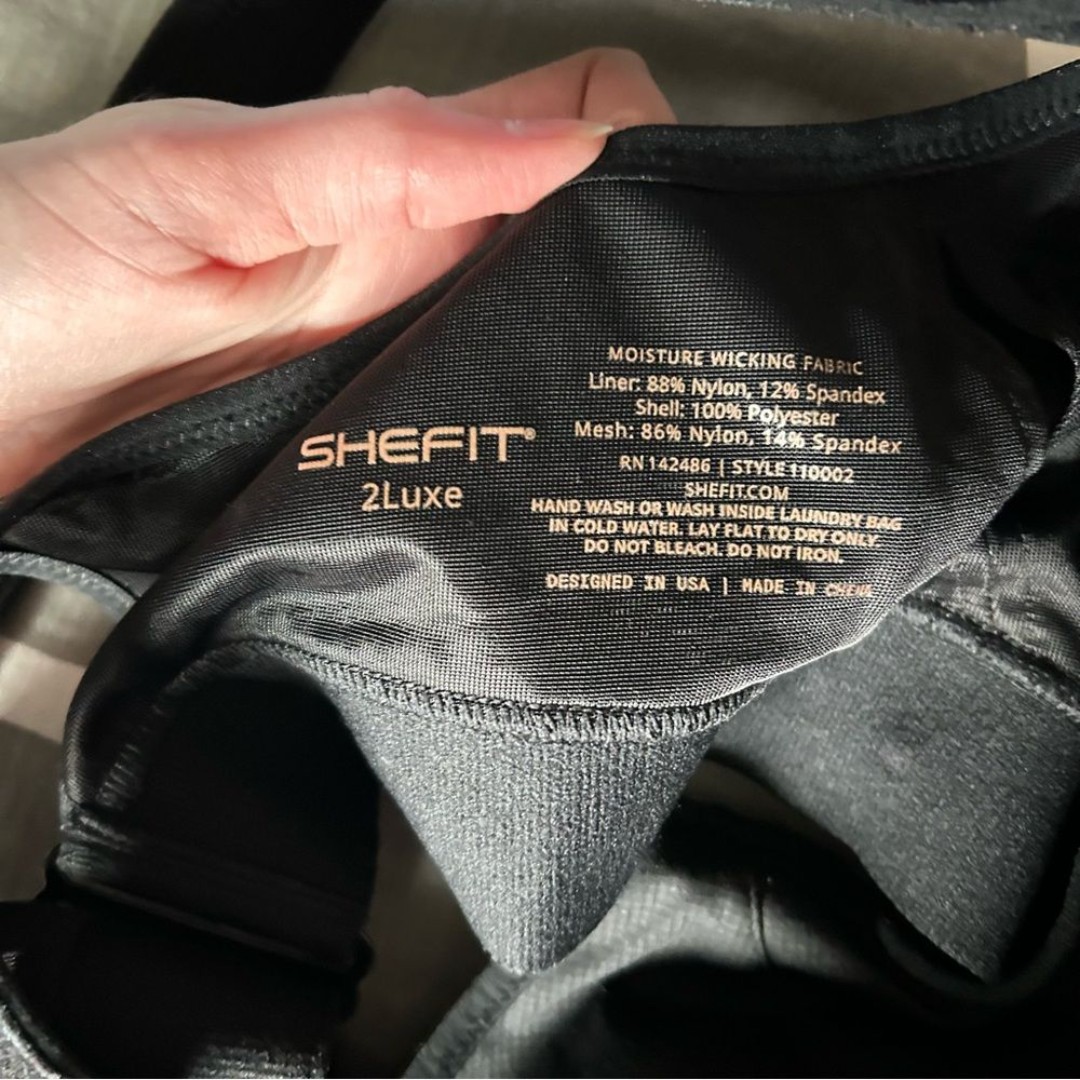 SHEFIT®
2Luxe
MOISTURE WICKING FABRIC
Liner: 88% Nylon, 12% Spandex
Shell: 100% Polyester
Mesh: 86% Nylon, 14% Spandex
RN 142486 | STYLE 110002
SHEFIT.COM
HAND WASH OR WASH INSIDE LAUNDRY BAG
IN COLD WATER. LAY FLAT TO DRY ONLY
DO NOT BLEACH. DO NOT IRON.
DESIGNED IN USA | MADE IN CHINA